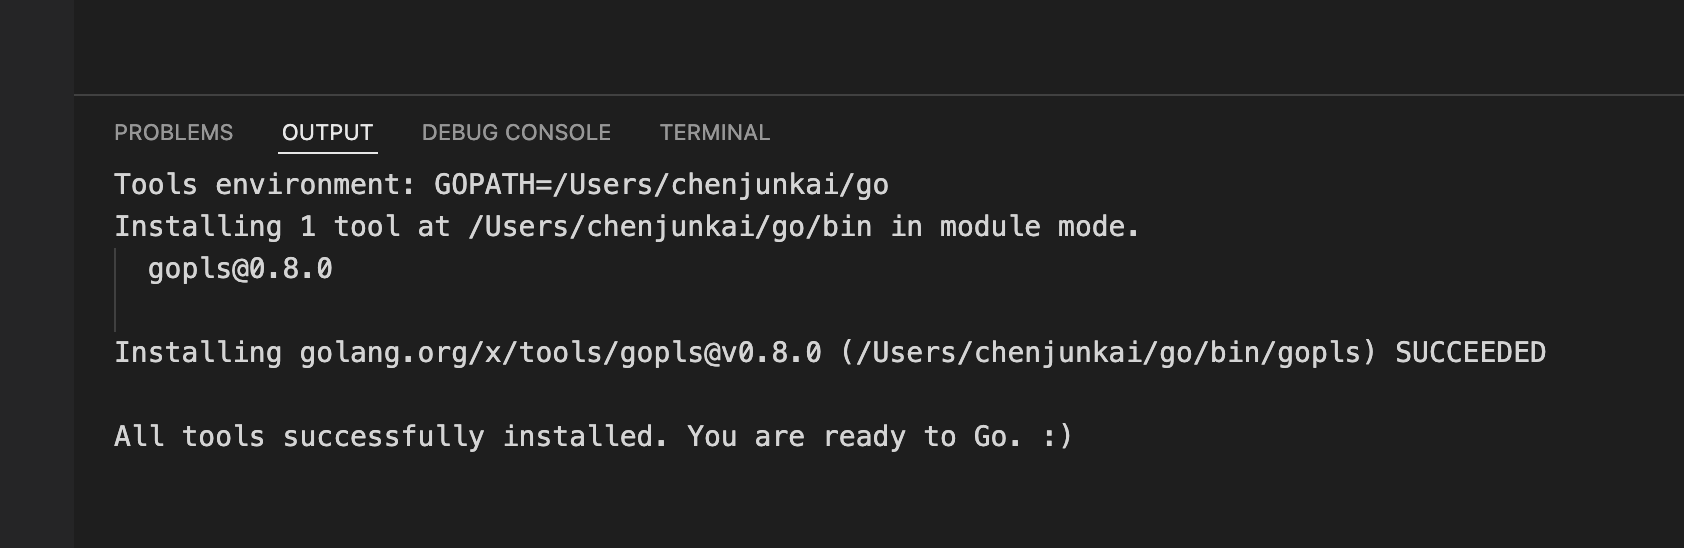 PROBLEMS OUTPUT DEBUG CONSOLE TERMINAL
Tools environment: GOPATH=/Users/chenjunkai/go
Installing 1 tool at /Users/chenjunkai/go/bin in module mode.
gopls@0.8.0
Installing golang.org/x/tools/gopls@v0.8.0 (/Users/chenjunkai/go/bin/gopls) SUCCEEDED
All tools successfully installed. You are ready to Go. :)